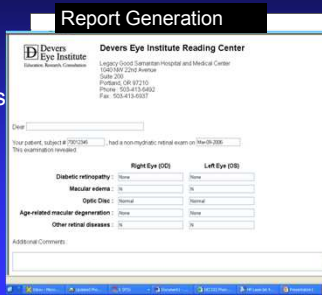 Report Generation
s
Devers
Eye Institute
Education. Research. Consultation
Devers Eye Institute Reading Center
Legacy Good Samaritan Hospital and Medical Center
1040 NW 22nd Avenue
Suite 200
Portland, OR 97210
Phone: 503-413-6492
Fax: 503-413-6937
Dear
Your patient, subject # 70012345 , had a non-mydriatic retinal exam on Mar-09-2006
This examination revealed:
Right Eye (OD) Left Eye (OS)
Diabetic retinopathy : None None
Macular edema : N N
Optic Disc : Normal Normal
Age-related macular degeneration : None None
Other retinal diseases : N N
Additional Comments: